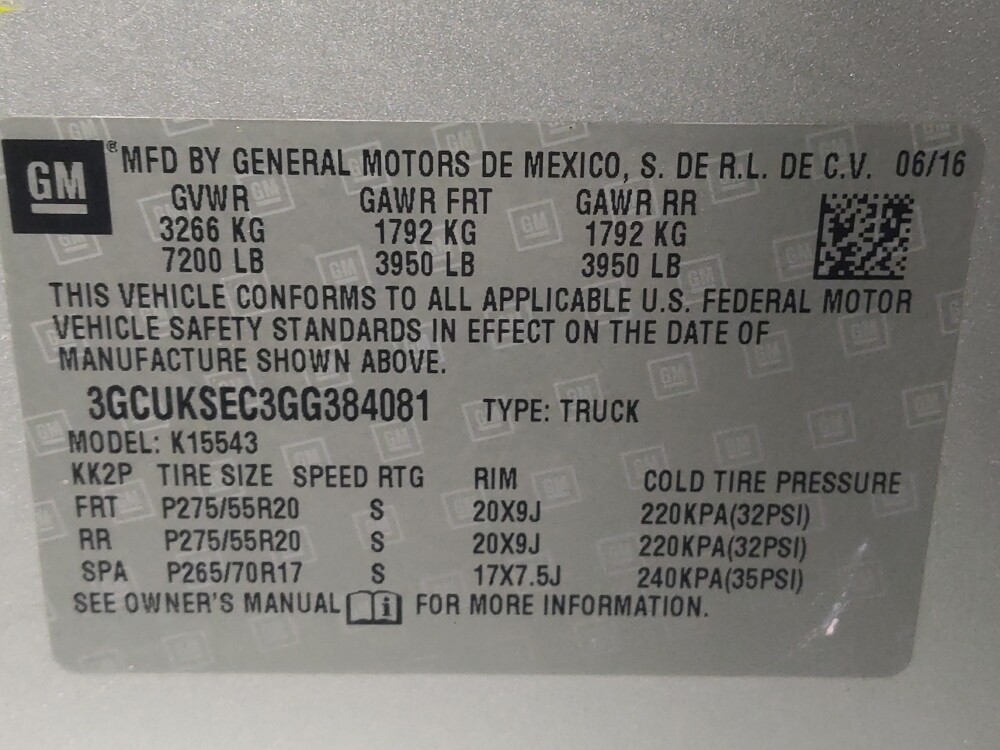 GM ® MFD BY GENERAL MOTORS DE MEXICO, S. DE R.L. DE C.V. 06/16
GVWR GAWR FRT GAWR RR
3266 KG 1792 KG 1792 KG
7200 LB 3950 LB 3950 LB
THIS VEHICLE CONFORMS TO ALL APPLICABLE U.S. FEDERAL MOTOR
VEHICLE SAFETY STANDARDS IN EFFECT ON THE DATE OF
MANUFACTURE SHOWN ABOVE.
3GCUKSEC3GG384081 TYPE: TRUCK
MODEL: K15543
KK2P TIRE SIZE SPEED RTG RIM COLD TIRE PRESSURE
FRT P275/55R20 S 20X9J 220KPA(32PSI)
RR P275/55R20 S 20X9J 220KPA(32PSI)
SPA P265/70R17 S 17X7.5J 240KPA(35PSI)
SEE OWNER'S MANUAL i FOR MORE INFORMATION.